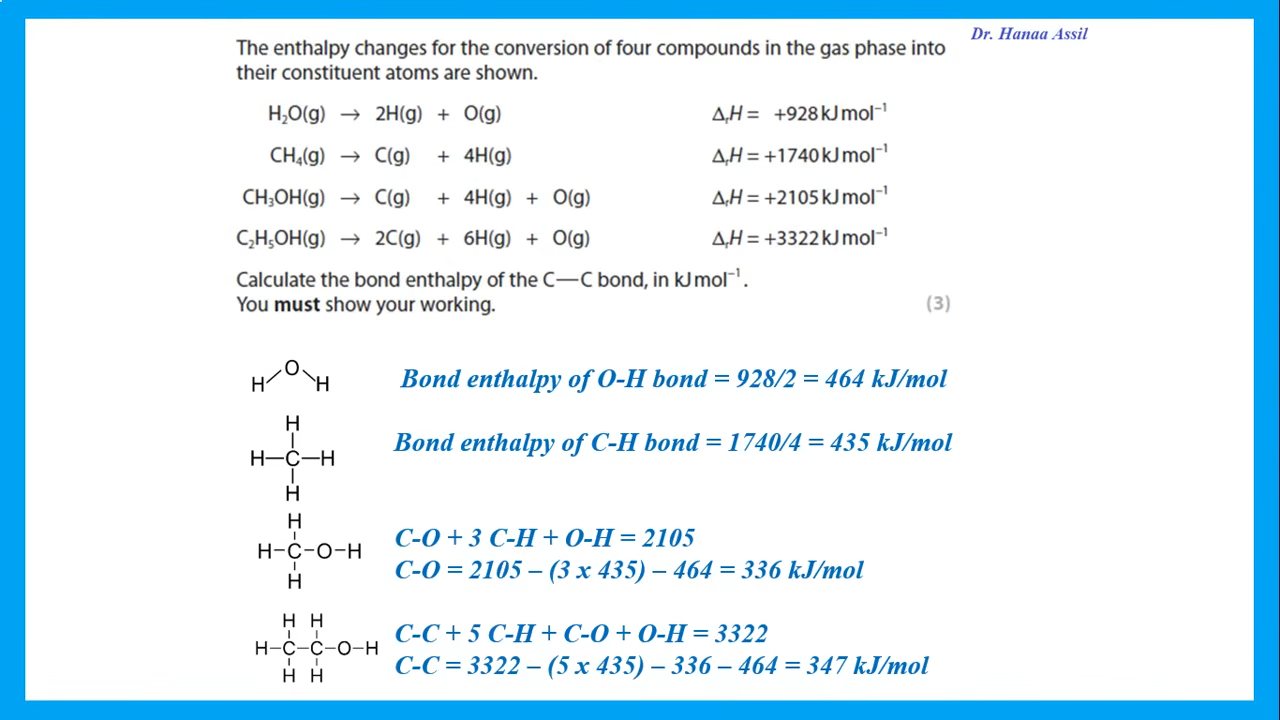 Dr. Hanaa Assil
The enthalpy changes for the conversion of four compounds in the gas phase into
their constituent atoms are shown.
H₂O(g) → 2H(g) + O(g) ΔᵣH = +928 kJ mol⁻¹
CH₄(g) → C(g) + 4H(g) ΔᵣH = +1740 kJ mol⁻¹
CH₃OH(g) → C(g) + 4H(g) + O(g) ΔᵣH = +2105 kJ mol⁻¹
C₂H₅OH(g) → 2C(g) + 6H(g) + O(g) ΔᵣH = +3322 kJ mol⁻¹
Calculate the bond enthalpy of the C—C bond, in kJ mol⁻¹.
You must show your working. (3)
O
H H
Bond enthalpy of O-H bond = 928/2 = 464 kJ/mol
H
H—C—H
H
Bond enthalpy of C-H bond = 1740/4 = 435 kJ/mol
H
H-C-O-H
H
C-O + 3 C-H + O-H = 2105
C-O = 2105 – (3 x 435) – 464 = 336 kJ/mol
H H
H-C-C-O-H
H H
C-C + 5 C-H + C-O + O-H = 3322
C-C = 3322 – (5 x 435) – 336 – 464 = 347 kJ/mol